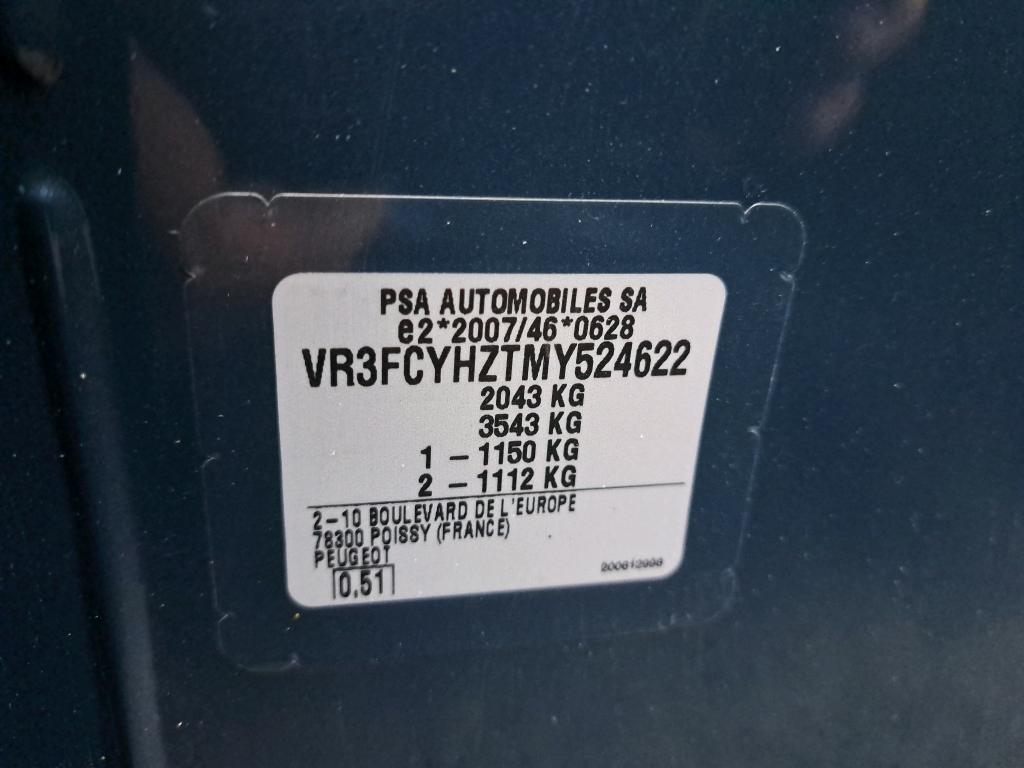 PSA AUTOMOBILES SA
e2*2007/46*0628
VR3FCYHZTMY524622
2043 KG
3543 KG
1 – 1150 KG
2 – 1112 KG
2–10 BOULEVARD DE L'EUROPE
78300 POISSY (FRANCE)
PEUGEOT
0.51